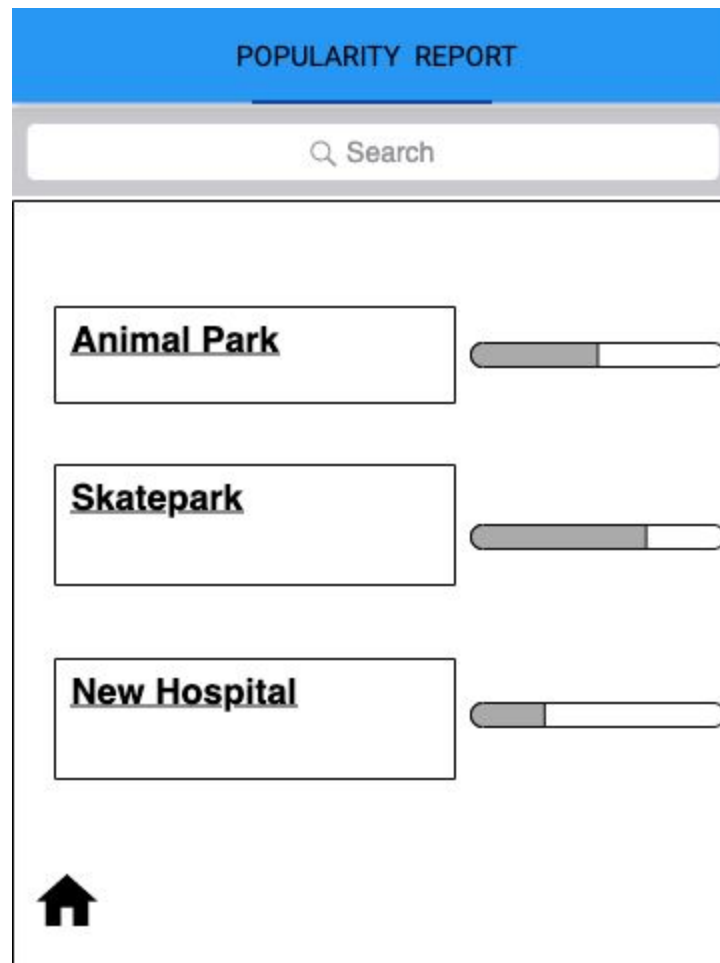 POPULARITY REPORT
Search
Animal Park
Skatepark
New Hospital